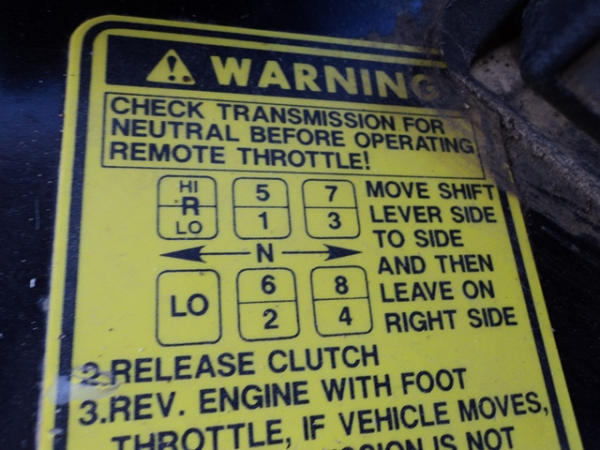 WARNING
CHECK TRANSMISSION FOR
NEUTRAL BEFORE OPERATING
REMOTE THROTTLE!
HI 5 7 MOVE SHIFT
R
LO 1 3 LEVER SIDE
TO SIDE
N
AND THEN
LO 6 8 LEAVE ON
2 4 RIGHT SIDE
2.RELEASE CLUTCH
3.REV. ENGINE WITH FOOT
THROTTLE, IF VEHICLE MOVES,
IS NOT